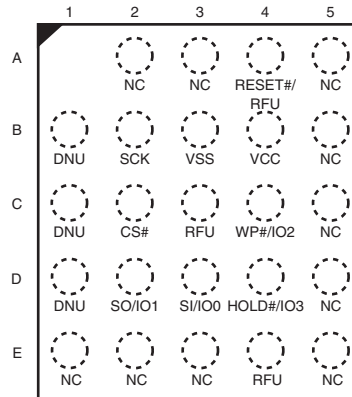 1 2 3 4 5
A
NC NC RESET#/ NC
RFU
B
DNU SCK VSS VCC NC
C
DNU CS# RFU WP#/IO2 NC
D
DNU SO/IO1 SI/IO0 HOLD#/IO3 NC
E
NC NC NC RFU NC